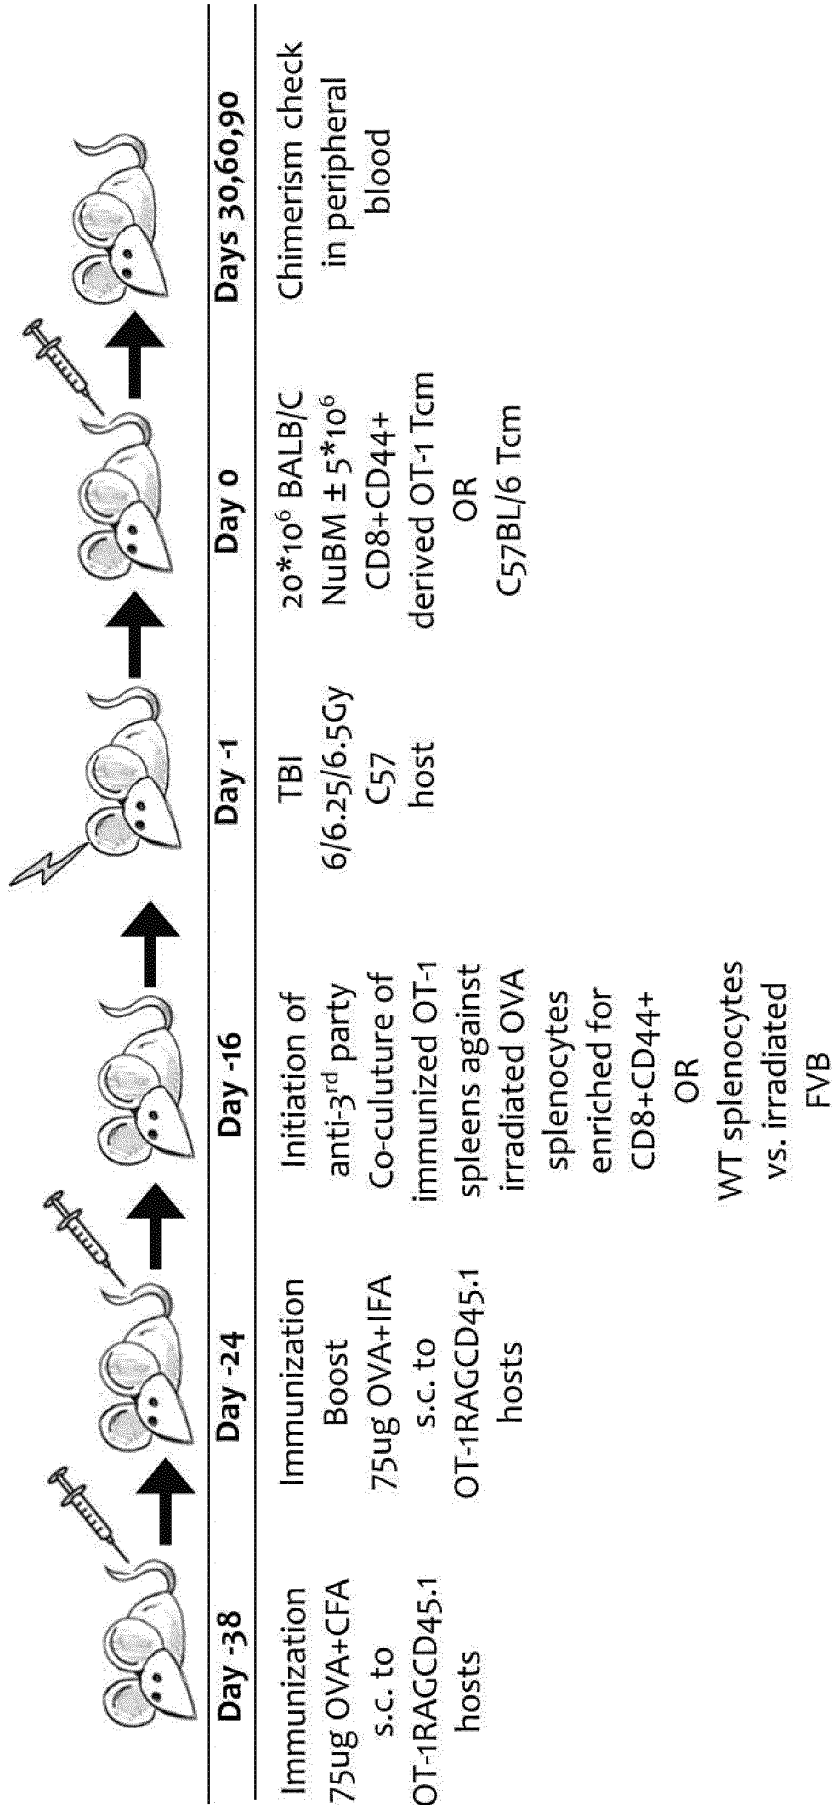 Day -38
Immunization
75ug OVA+CFA
s.c. to
OT-1RAGCD45.1
hosts
Day -24
Immunization
Boost
75ug OVA+IFA
s.c. to
OT-1RAGCD45.1
hosts
Day -16
Initiation of
anti-3rd party
Co-culuture of
immunized OT-1
spleens against
irradiated OVA
splenocytes
enriched for
CD8+CD44+
OR
WT splenocytes
vs. irradiated
FVB
Day -1
TBI
6/6.25/6.5Gy
C57
host
Day 0
20*10⁶ BALB/C
NuBM ± 5*10⁶
CD8+CD44+
derived OT-1 Tcm
OR
C57BL/6 Tcm
Days 30,60,90
Chimerism check
in peripheral
blood